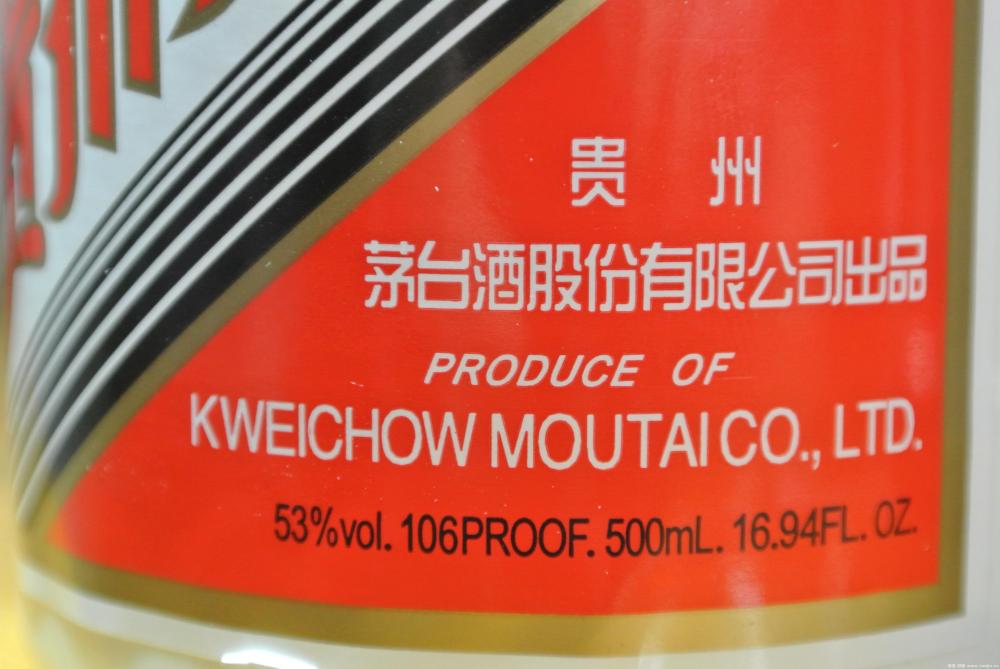 贵 州
茅台酒股份有限公司出品
PRODUCE OF
KWEICHOW MOUTAI CO., LTD.
53%vol. 106PROOF. 500mL. 16.94FL. OZ.